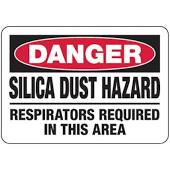 DANGER
SILICA DUST HAZARD
RESPIRATORS REQUIRED
IN THIS AREA